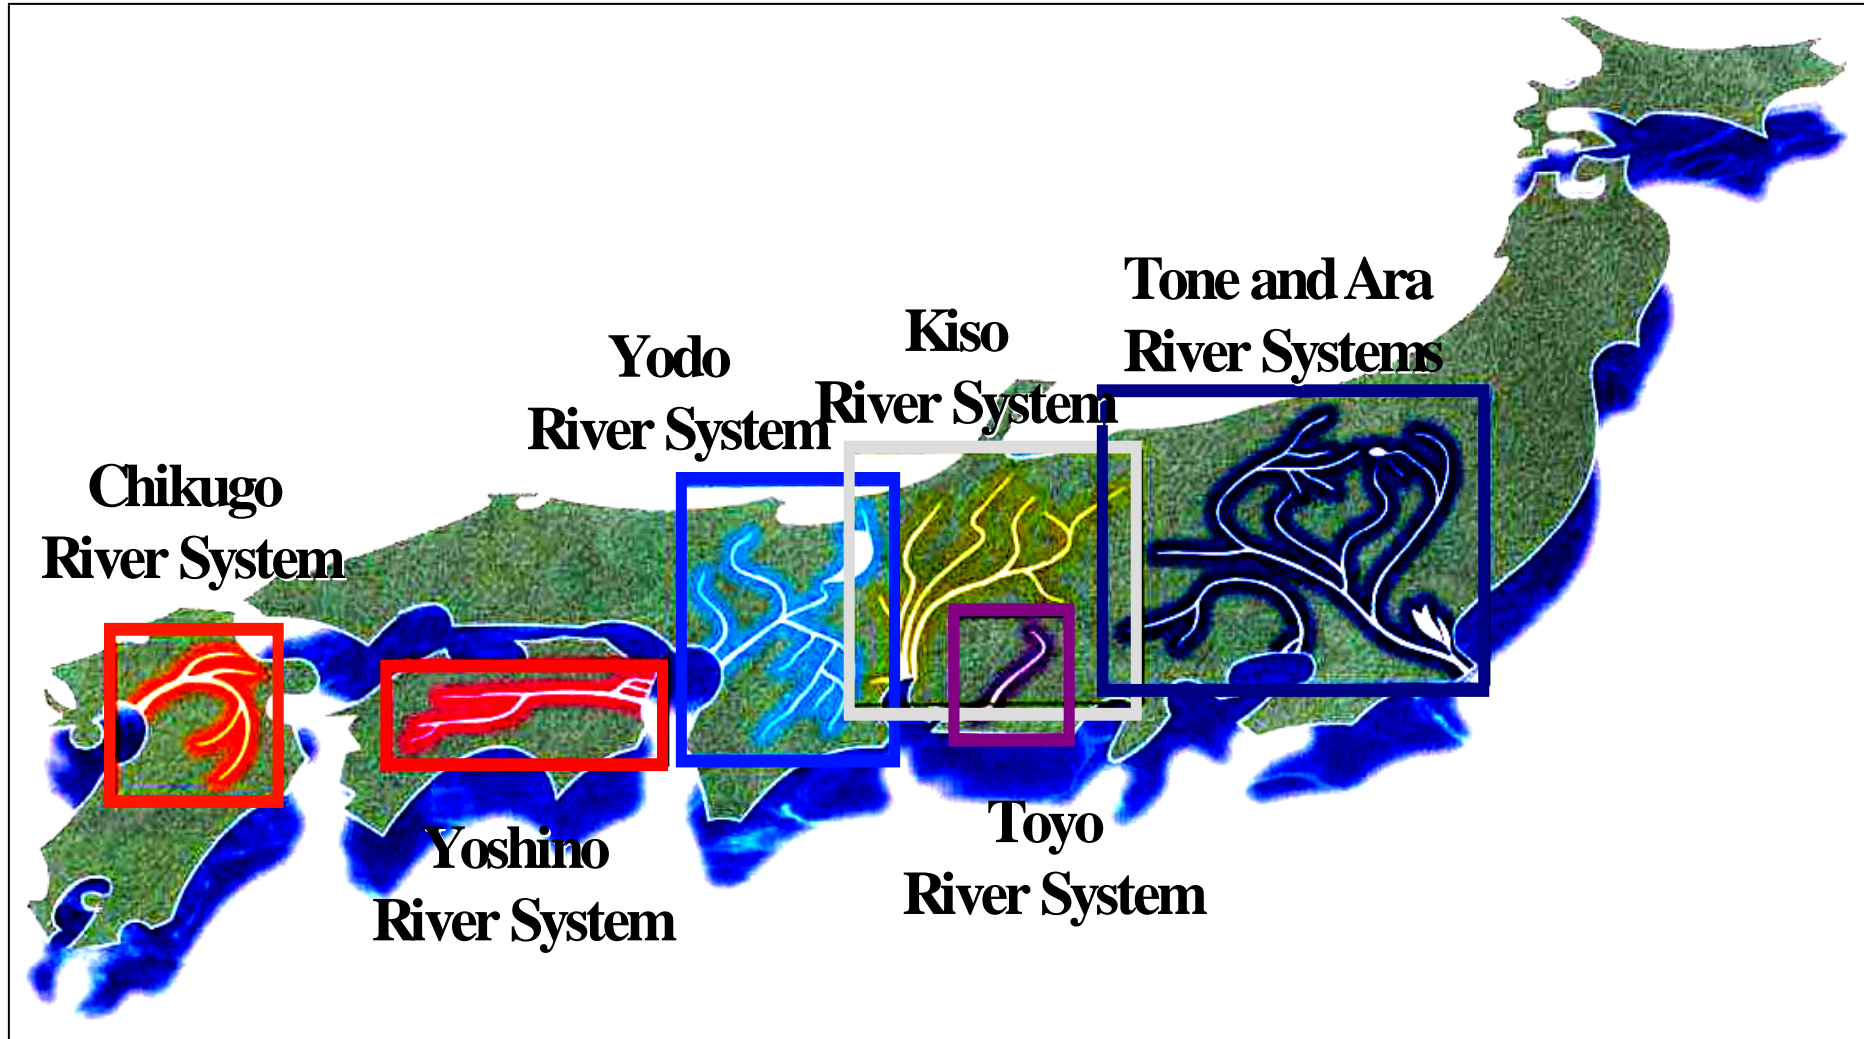 Tone and Ara
River Systems
Kiso
River System
Yodo
River System
Chikugo
River System
Yoshino
River System
Toyo
River System